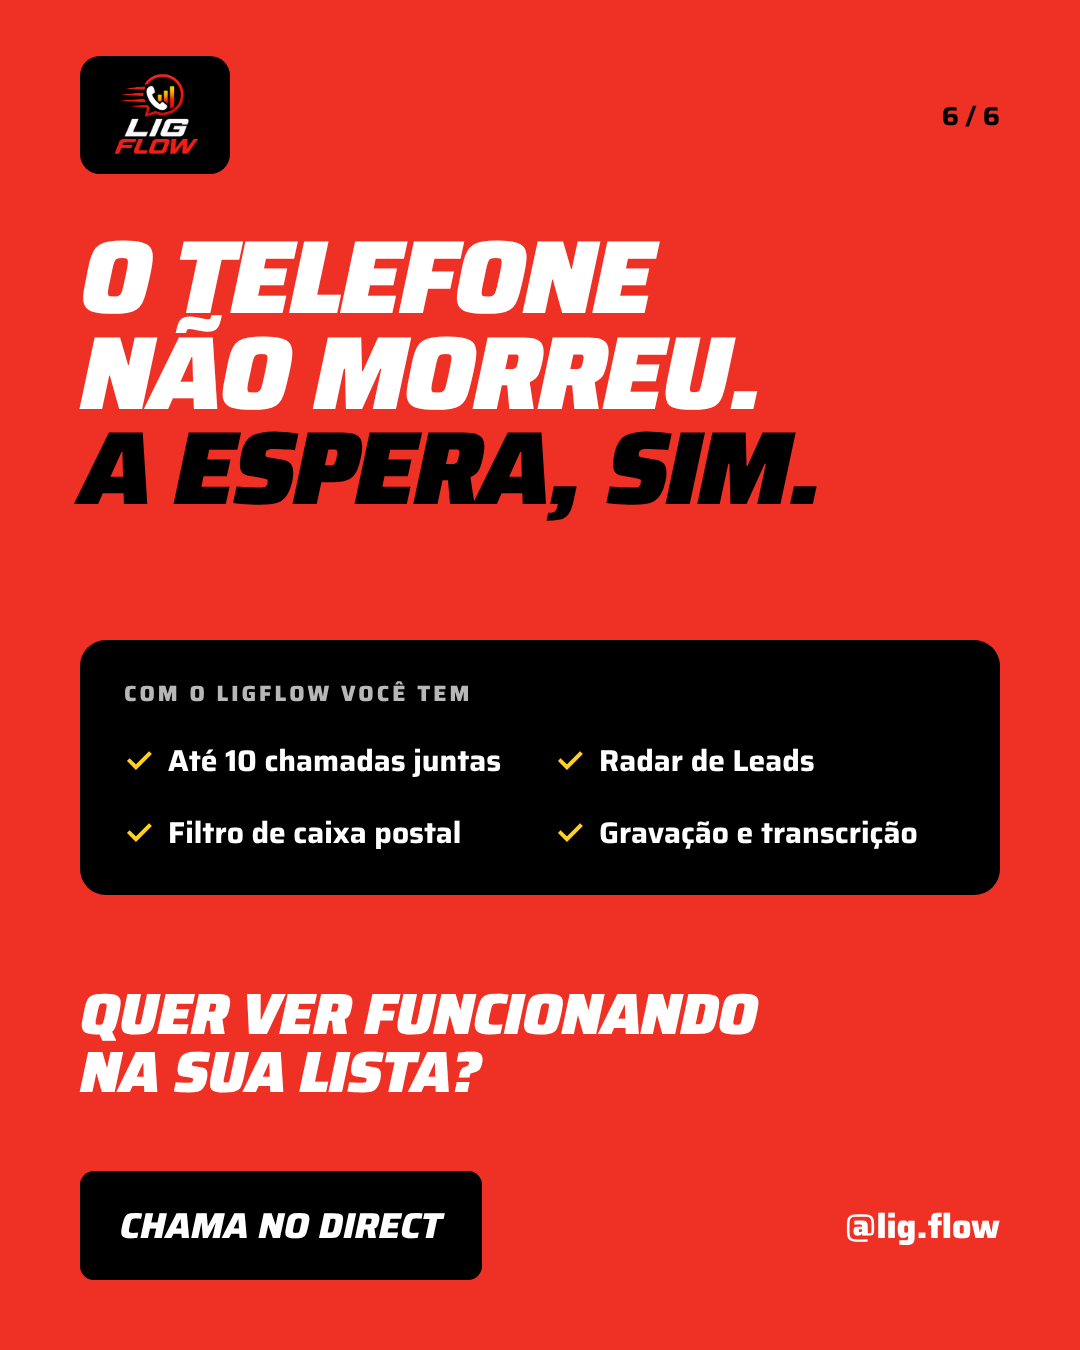 LIG
FLOW
6 / 6
O TELEFONE
NÃO MORREU.
A ESPERA, SIM.
COM O LIGFLOW VOCÊ TEM
Até 10 chamadas juntas
Radar de Leads
Filtro de caixa postal
Gravação e transcrição
QUER VER FUNCIONANDO
NA SUA LISTA?
CHAMA NO DIRECT
@lig.flow